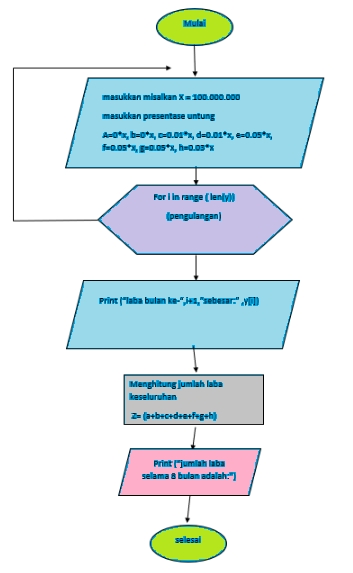 Mulai
masukkan misalkan X = 100.000.000
masukkan presentase untung
A=0*x, b=0*x, c=0.01*x, d=0.01*x, e=0.05*x,
f=0.05*x, g=0.05*x, h=0.03*x
For i in range ( len(y))
(pengulangan)
Print ("laba bulan ke-",i+1,"sebesar:" ,y[i])
Menghitung jumlah laba
keseluruhan
Z= (a+b+c+d+e+f+g+h)
Print ("jumlah laba
selama 8 bulan adalah:")
selesai